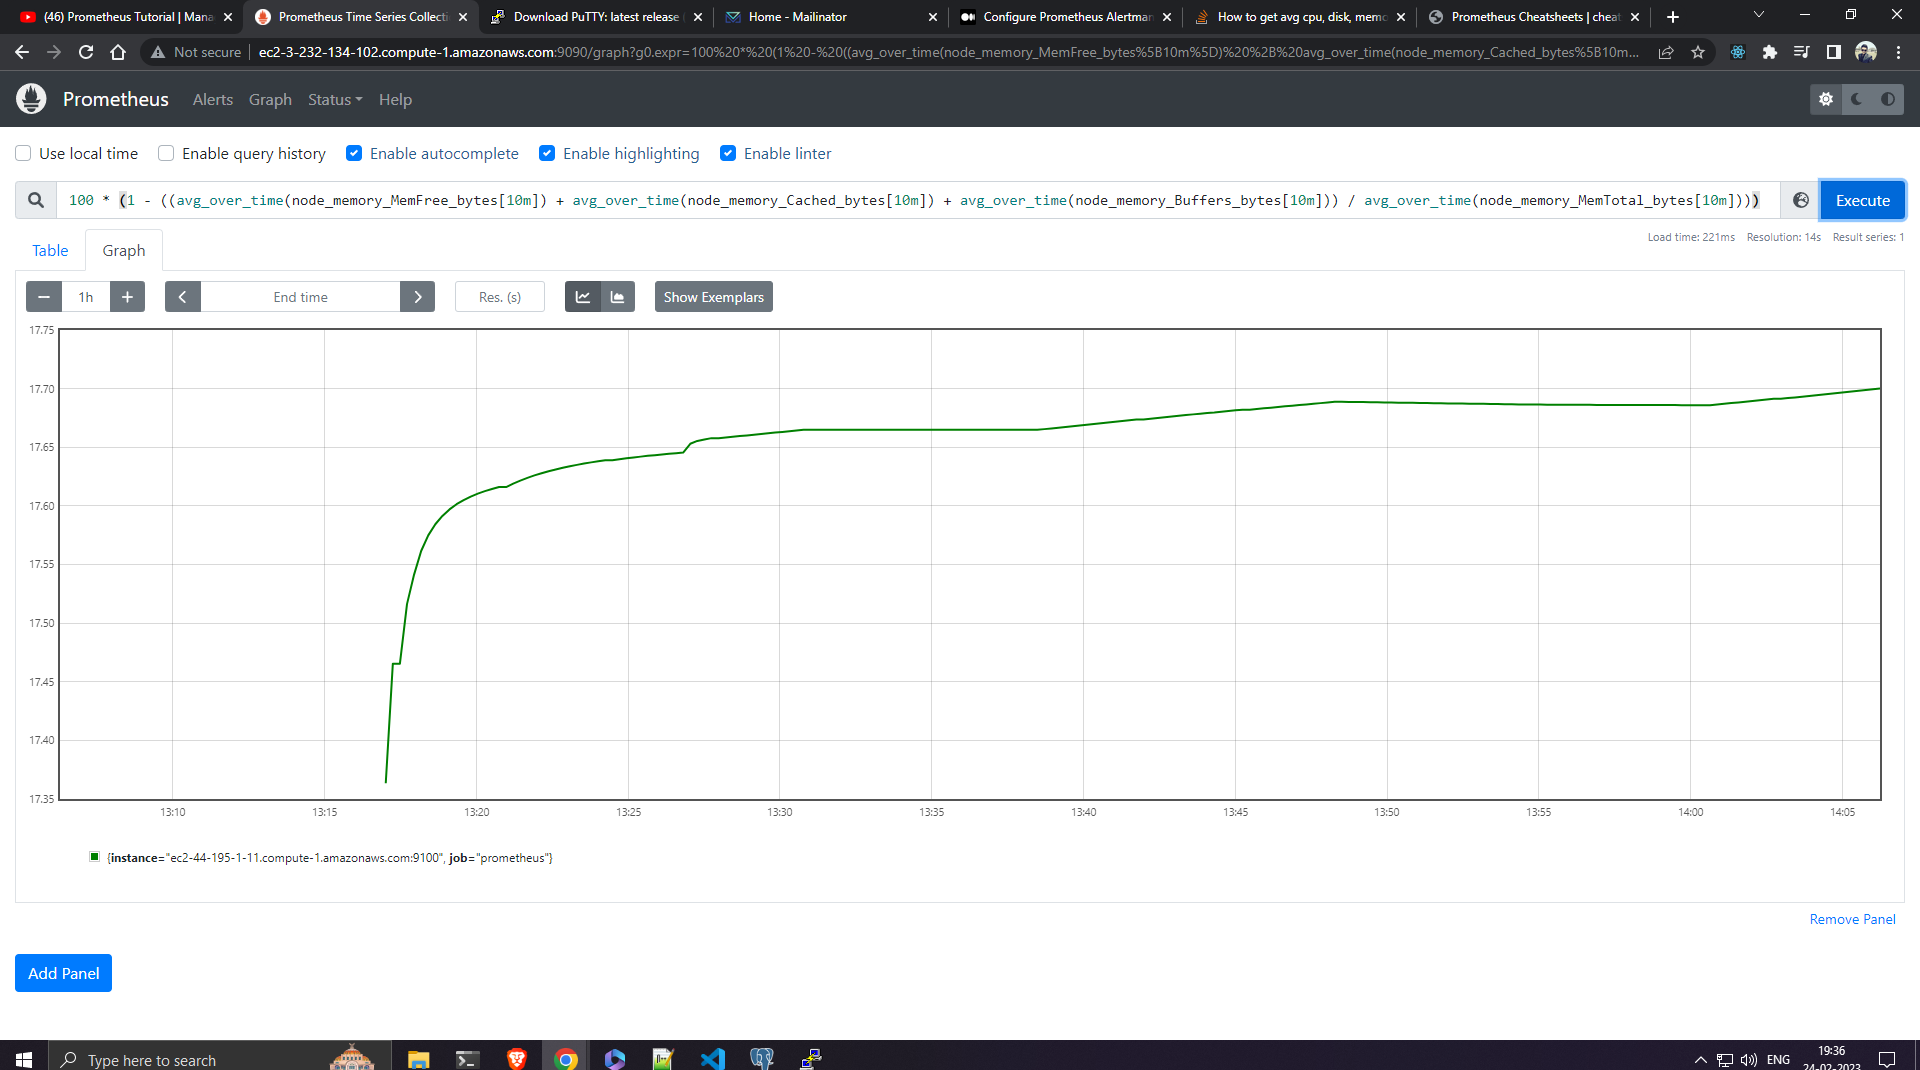 (46) Prometheus Tutorial | Mana
Prometheus Time Series Collecti
Download PuTTY: latest release
Home - Mailinator
Configure Prometheus Alertman
How to get avg cpu, disk, memo
Prometheus Cheatsheets | cheat
Not secure
ec2-3-232-134-102.compute-1.amazonaws.com:9090/graph?g0.expr=100%20*%20(1%20-%20((avg_over_time(node_memory_MemFree_bytes%5B10m%5D)%20%2B%20avg_over_time(node_memory_Cached_bytes%5B10m...
Prometheus
Alerts
Graph
Status
Help
Use local time
Enable query history
Enable autocomplete
Enable highlighting
Enable linter
100 * (1 - ((avg_over_time(node_memory_MemFree_bytes[10m]) + avg_over_time(node_memory_Cached_bytes[10m]) + avg_over_time(node_memory_Buffers_bytes[10m])) / avg_over_time(node_memory_MemTotal_bytes[10m])))
Execute
Table
Graph
Load time: 221ms Resolution: 14s Result series: 1
1h
End time
Res. (s)
Show Exemplars
17.75
17.70
17.65
17.60
17.55
17.50
17.45
17.40
17.35
13:10
13:15
13:20
13:25
13:30
13:35
13:40
13:45
13:50
13:55
14:00
14:05
{instance="ec2-44-195-1-11.compute-1.amazonaws.com:9100", job="prometheus"}
Remove Panel
Add Panel
Type here to search
ENG
19:36
24-02-2023